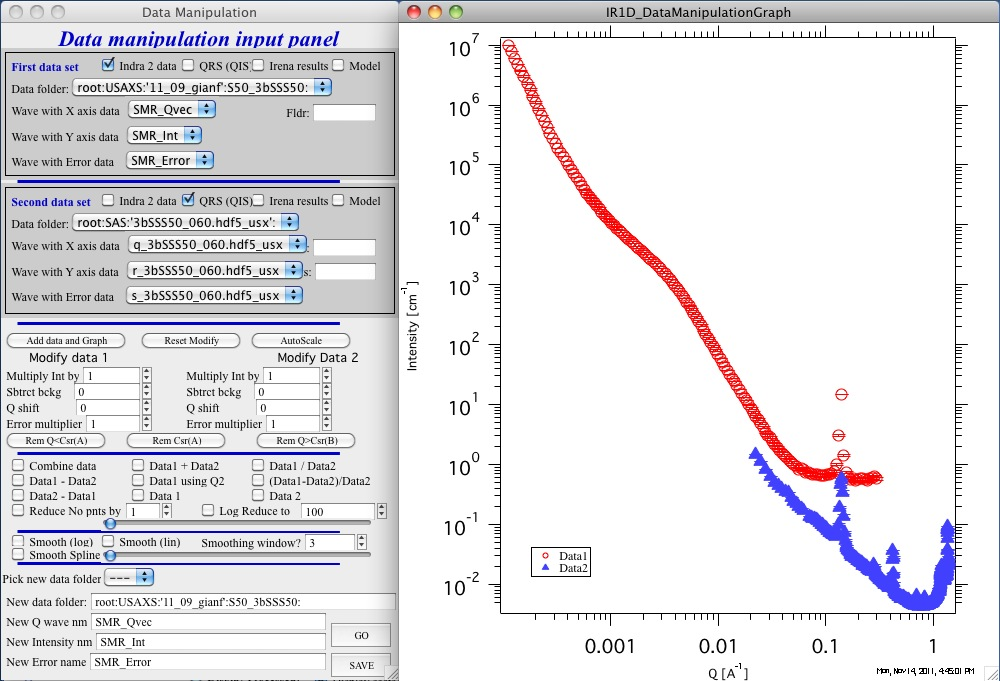 Data Manipulation
Data manipulation input panel
First data set Indra 2 data QRS (QIS) Irena results Model
Data folder: root:USAXS:'11_09_gianf':S50_3bSSS50:
Wave with X axis data SMR_Qvec Fldr:
Wave with Y axis data SMR_Int
Wave with Error data SMR_Error
Second data set Indra 2 data QRS (QIS) Irena results Model
Data folder: root:SAS:'3bSSS50_060.hdf5_usx':
Wave with X axis data q_3bSSS50_060.hdf5_usx :
Wave with Y axis data r_3bSSS50_060.hdf5_usx s:
Wave with Error data s_3bSSS50_060.hdf5_usx
Add data and Graph Reset Modify AutoScale
Modify data 1 Modify Data 2
Multiply Int by 1 Multiply Int by 1
Sbtrct bckg 0 Sbtrct bckg 0
Q shift 0 Q shift 0
Error multiplier 1 Error multiplier 1
Rem Q<Csr(A) Rem Csr(A) Rem Q>Csr(B)
Combine data Data1 + Data2 Data1 / Data2
Data1 - Data2 Data1 using Q2 (Data1-Data2)/Data2
Data2 - Data1 Data 1 Data 2
Reduce No pnts by 1 Log Reduce to 100
Smooth (log) Smooth (lin) Smoothing window? 3
Smooth Spline
Pick new data folder ---
New data folder: root:USAXS:'11_09_gianf':S50_3bSSS50:
New Q wave nm SMR_Qvec
New Intensity nm SMR_Int
New Error name SMR_Error
GO
SAVE
IR1D_DataManipulationGraph
10^7
10^6
10^5
10^4
10^3
10^2
10^1
10^0
10^-1
10^-2
Intensity [cm^-1]
Data1
Data2
0.001 0.01 0.1 1
Q [A^-1]
Mon, Nov 14, 2011, 4:45:01 PM